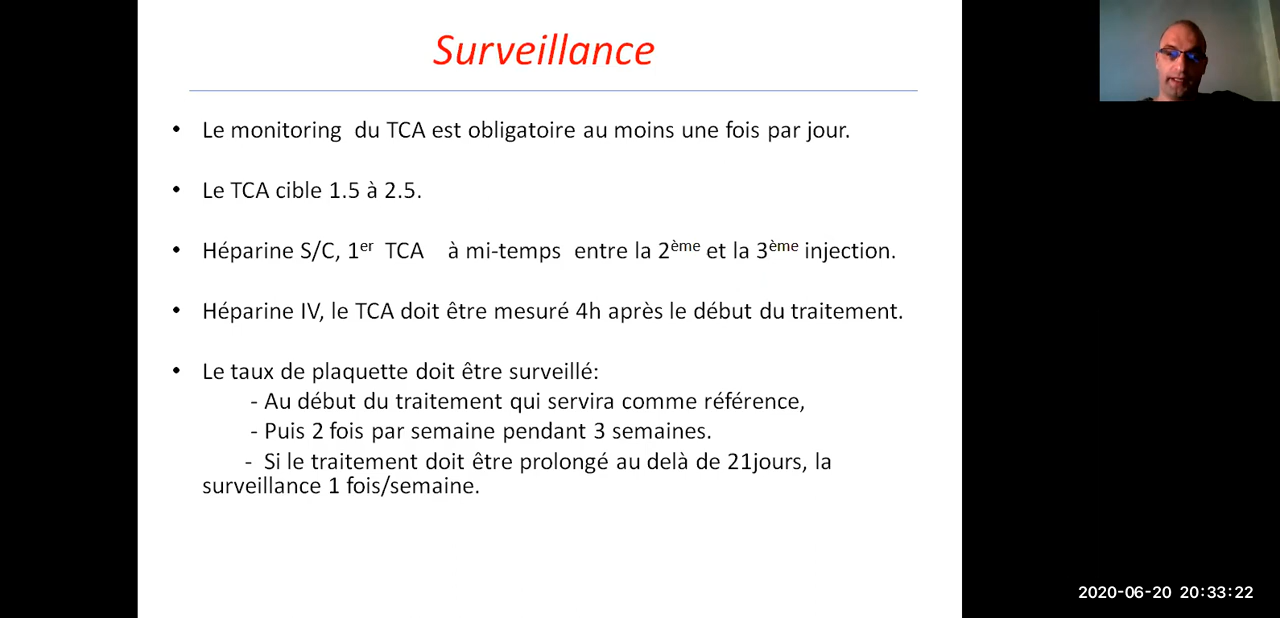 Surveillance
• Le monitoring du TCA est obligatoire au moins une fois par jour.
• Le TCA cible 1.5 à 2.5.
• Héparine S/C, 1er TCA à mi-temps entre la 2ème et la 3ème injection.
• Héparine IV, le TCA doit être mesuré 4h après le début du traitement.
• Le taux de plaquette doit être surveillé:
- Au début du traitement qui servira comme référence,
- Puis 2 fois par semaine pendant 3 semaines.
- Si le traitement doit être prolongé au delà de 21jours, la
surveillance 1 fois/semaine.
2020-06-20 20:33:22